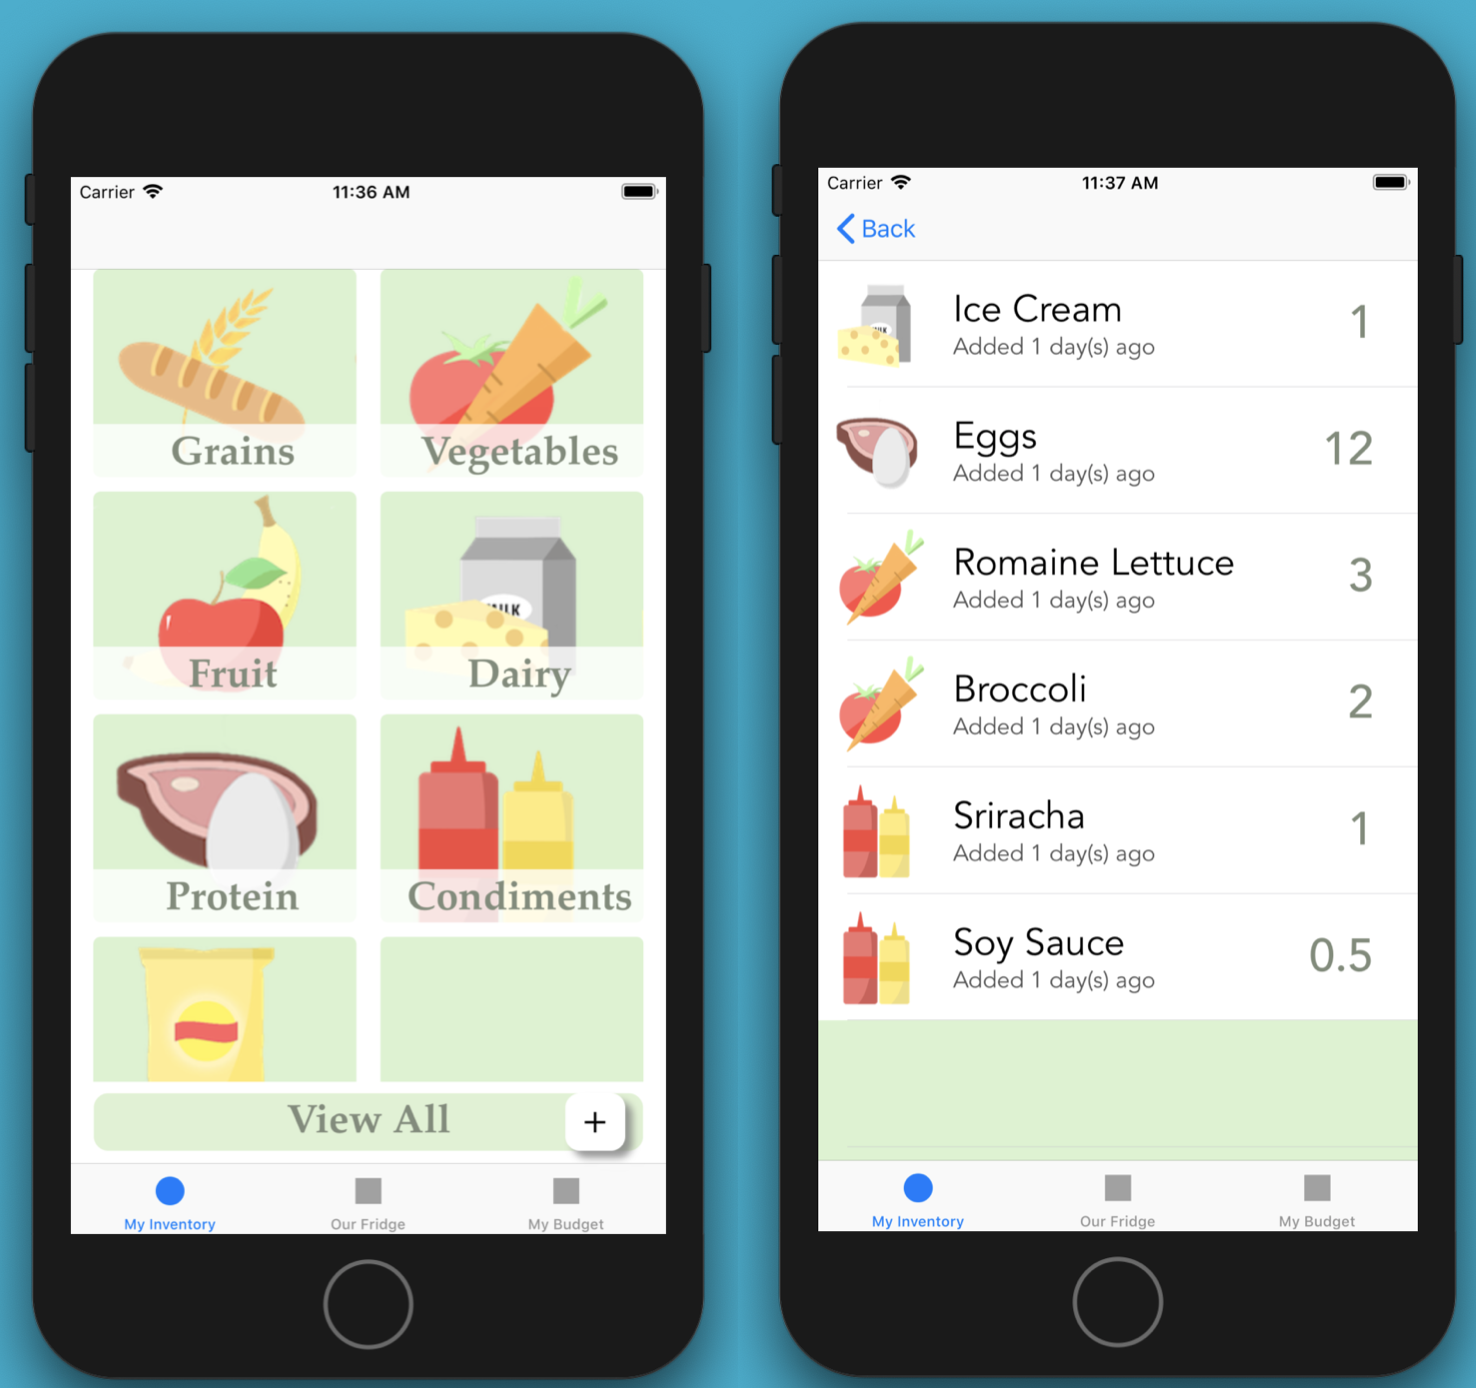 Carrier 11:36 AM
Grains
Vegetables
Fruit
MILK
Dairy
Protein
Condiments
View All
+
My Inventory
Our Fridge
My Budget
Carrier 11:37 AM
Back
Ice Cream 1
Added 1 day(s) ago
Eggs 12
Added 1 day(s) ago
Romaine Lettuce 3
Added 1 day(s) ago
Broccoli 2
Added 1 day(s) ago
Sriracha 1
Added 1 day(s) ago
Soy Sauce 0.5
Added 1 day(s) ago
My Inventory
Our Fridge
My Budget